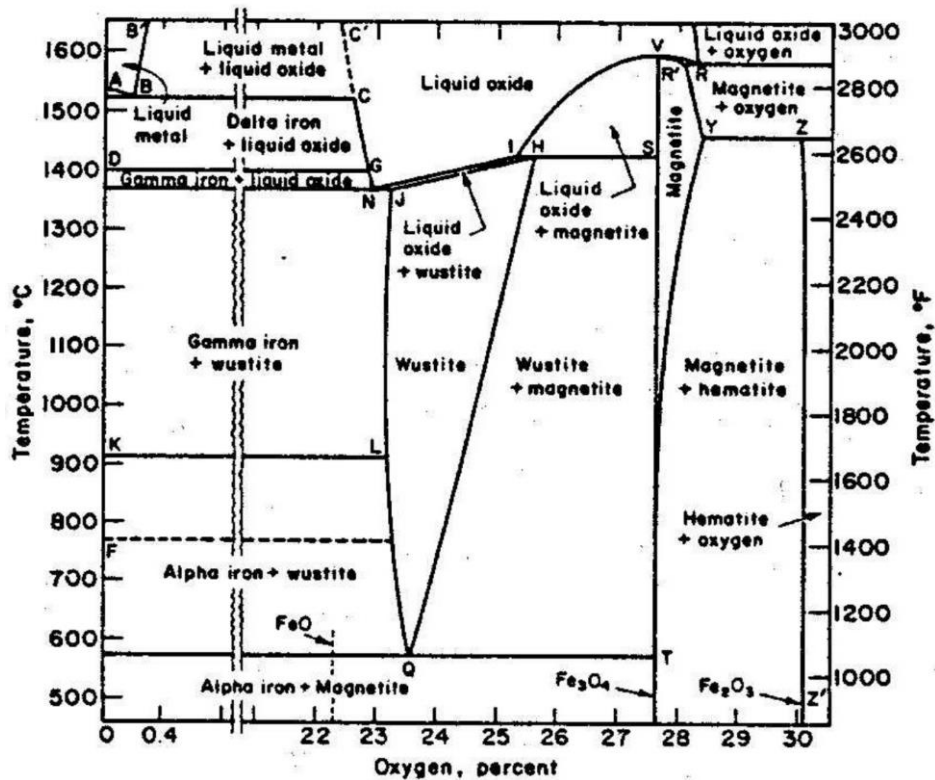 1600
B'
Liquid metal
+ liquid oxide
C'
V
Liquid oxide
+ oxygen
3000
A
B
Liquid oxide
R'
R
1500
C
Magnetite
+ oxygen
2800
Liquid
metal
Delta iron
+ liquid oxide
I
H
S
Y
Z
1400
D
G
2600
Gamma iron + liquid oxide
N
J
Magnetite
Liquid
oxide
+ magnetite
1300
Liquid
oxide
+ wustite
2400
1200
2200
Temperature, °C
Gamma iron
+ wustite
Wustite
Wustite
+ magnetite
Magnetite
+ hematite
Temperature, °F
1100
2000
1000
1800
K
L
900
1600
Hematite
+ oxygen
800
F
1400
Alpha iron + wustite
700
FeO
1200
600
Q
T
1000
Alpha iron + Magnetite
Fe3O4
Fe2O3
Z'
500
0 0.4 22 23 24 25 26 27 28 29 30
Oxygen, percent